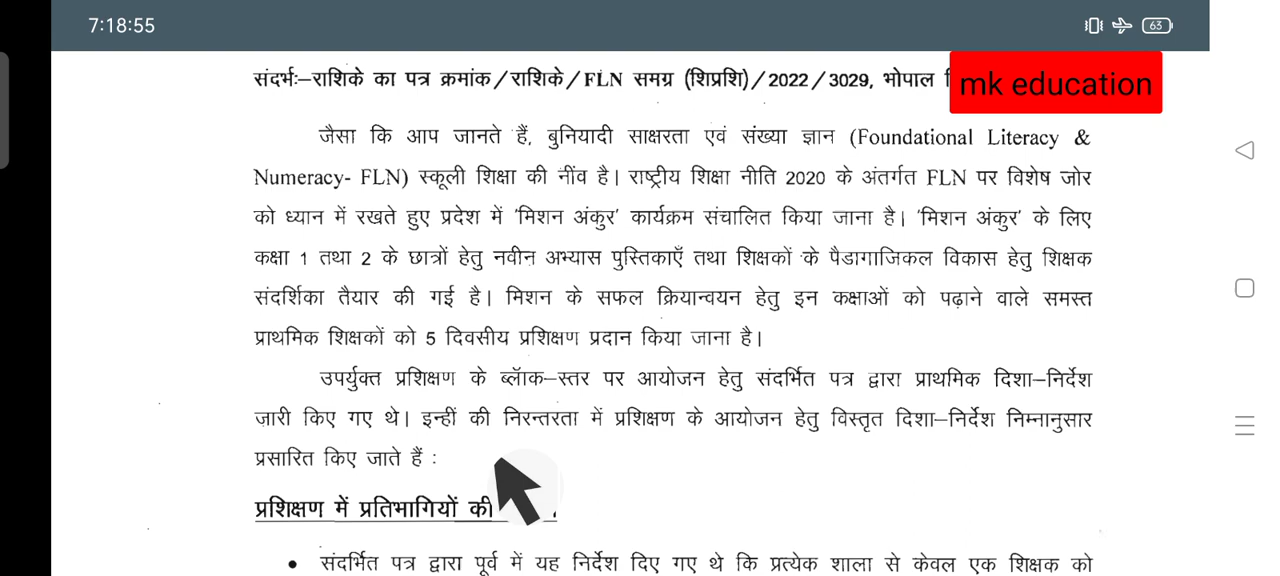 7:18:55
63
संदर्भः–राशिके का पत्र क्रमांक/राशिके/FLN समग्र (शिप्रशि)/2022/3029, भोपाल
mk education
जैसा कि आप जानते हैं, बुनियादी साक्षरता एवं संख्या ज्ञान (Foundational Literacy &
Numeracy- FLN) स्कूली शिक्षा की नींव है। राष्ट्रीय शिक्षा नीति 2020 के अंतर्गत FLN पर विशेष जोर
को ध्यान में रखते हुए प्रदेश में 'मिशन अंकुर' कार्यक्रम संचालित किया जाना है। 'मिशन अंकुर' के लिए
कक्षा 1 तथा 2 के छात्रों हेतु नवीन अभ्यास पुस्तिकाएँ तथा शिक्षकों के पैडागाजिकल विकास हेतु शिक्षक
संदर्शिका तैयार की गई है। मिशन के सफल क्रियान्वयन हेतु इन कक्षाओं को पढ़ाने वाले समस्त
प्राथमिक शिक्षकों को 5 दिवसीय प्रशिक्षण प्रदान किया जाना है।
उपर्युक्त प्रशिक्षण के ब्लॅाक–स्तर पर आयोजन हेतु संदर्भित पत्र द्वारा प्राथमिक दिशा–निर्देश
ज़ारी किए गए थे। इन्हीं की निरन्तरता में प्रशिक्षण के आयोजन हेतु विस्तृत दिशा–निर्देश निम्नानुसार
प्रसारित किए जाते हैं :
प्रशिक्षण में प्रतिभागियों की
• संदर्भित पत्र द्वारा पूर्व में यह निर्देश दिए गए थे कि प्रत्येक शाला से केवल एक शिक्षक को